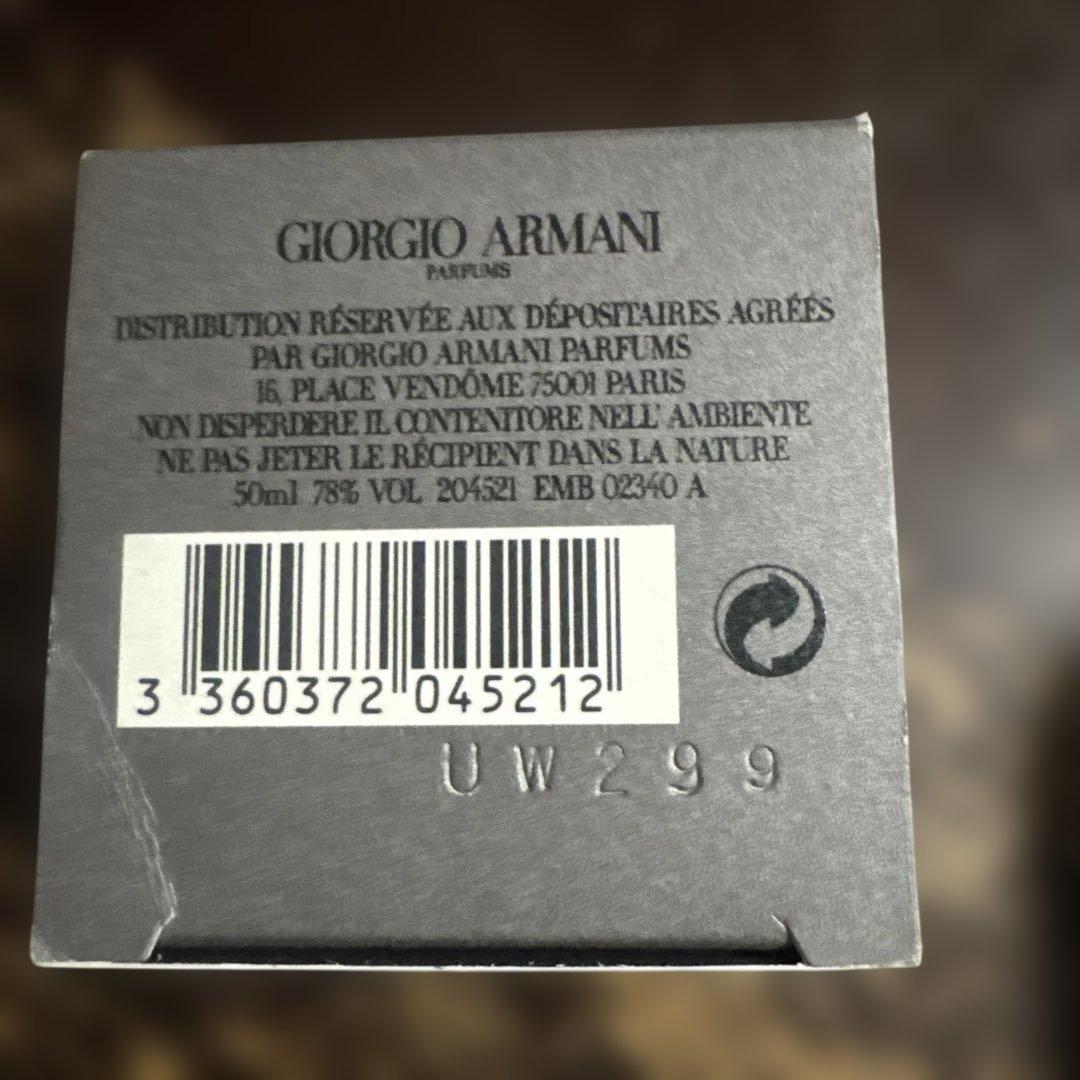 GIORGIO ARMANI
PARFUMS
DISTRIBUTION RÉSERVÉE AUX DÉPOSITAIRES AGRÉÉS
PAR GIORGIO ARMANI PARFUMS
16, PLACE VENDÔME 75001 PARIS
NON DISPERDERE IL CONTENITORE NELL' AMBIENTE
NE PAS JETER LE RÉCIPIENT DANS LA NATURE
50ml 78% VOL 204521 EMB 02340 A
3 360372 045212
UW299